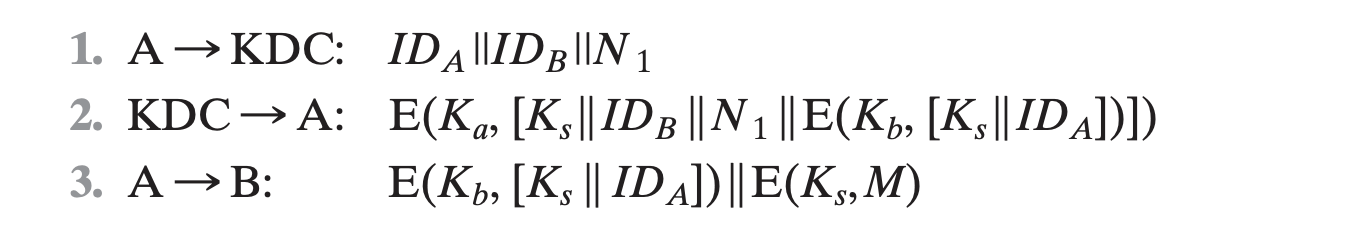 1. A → KDC: ID_A||ID_B||N_1
2. KDC → A: E(K_a, [K_s||ID_B||N_1||E(K_b, [K_s||ID_A])])
3. A → B: E(K_b, [K_s||ID_A])||E(K_s, M)